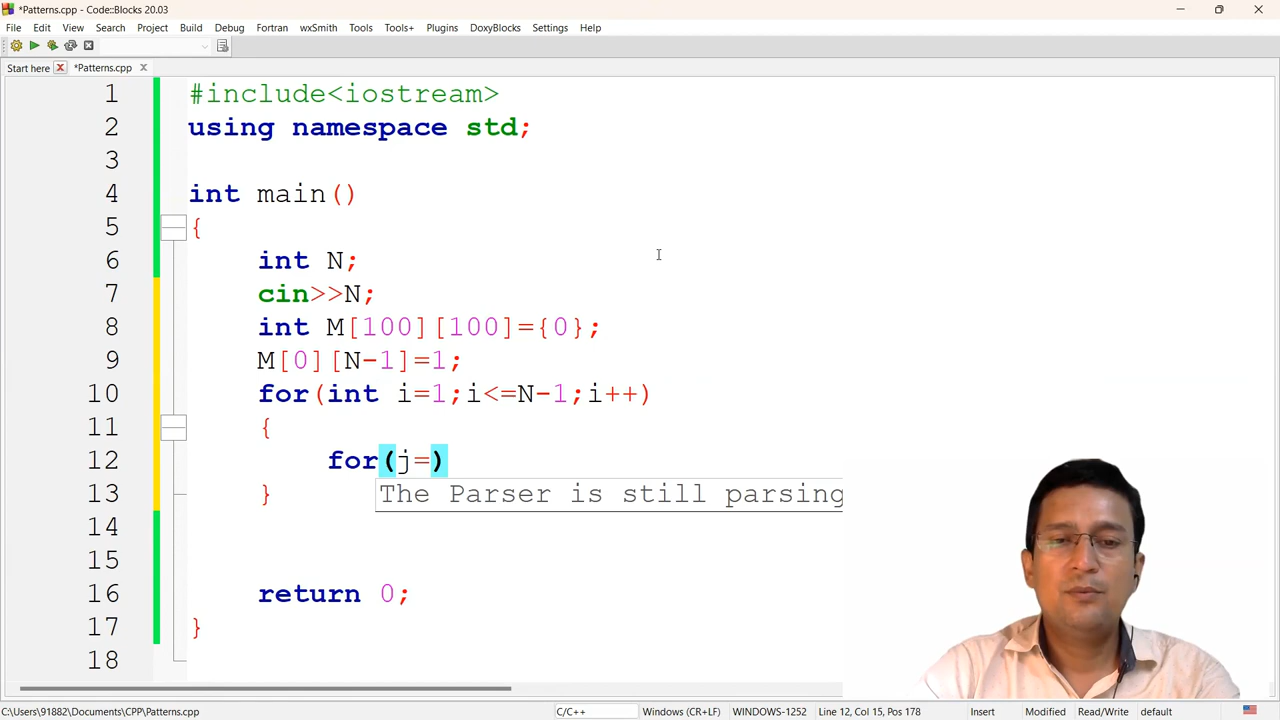 *Patterns.cpp - Code::Blocks 20.03
File Edit View Search Project Build Debug Fortran wxSmith Tools Tools+ Plugins DoxyBlocks Settings Help
Start here *Patterns.cpp
1 #include<iostream>
2 using namespace std;
3
4 int main()
5 {
6 int N;
7 cin>>N;
8 int M[100][100]={0};
9 M[0][N-1]=1;
10 for(int i=1;i<=N-1;i++)
11 {
12 for(j=)
13 }
The Parser is still parsing
14
15
16 return 0;
17 }
18
C:\Users\91882\Documents\CPP\Patterns.cpp C/C++ Windows (CR+LF) WINDOWS-1252 Line 12, Col 15, Pos 178 Insert Modified Read/Write default